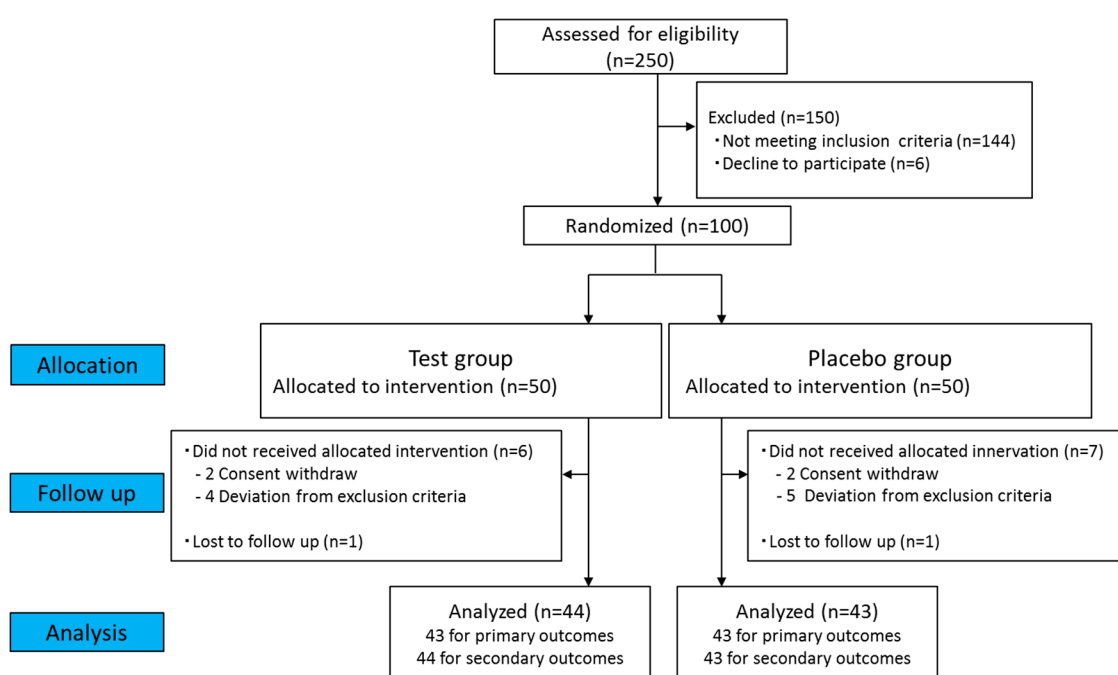 Assessed for eligibility
(n=250)
Excluded (n=150)
・Not meeting inclusion criteria (n=144)
・Decline to participate (n=6)
Randomized (n=100)
Allocation
Test group
Allocated to intervention (n=50)
Placebo group
Allocated to intervention (n=50)
Follow up
・Did not received allocated intervention (n=6)
- 2 Consent withdraw
- 4 Deviation from exclusion criteria
・Lost to follow up (n=1)
・Did not received allocated innervation (n=7)
- 2 Consent withdraw
- 5 Deviation from exclusion criteria
・Lost to follow up (n=1)
Analysis
Analyzed (n=44)
43 for primary outcomes
44 for secondary outcomes
Analyzed (n=43)
43 for primary outcomes
43 for secondary outcomes